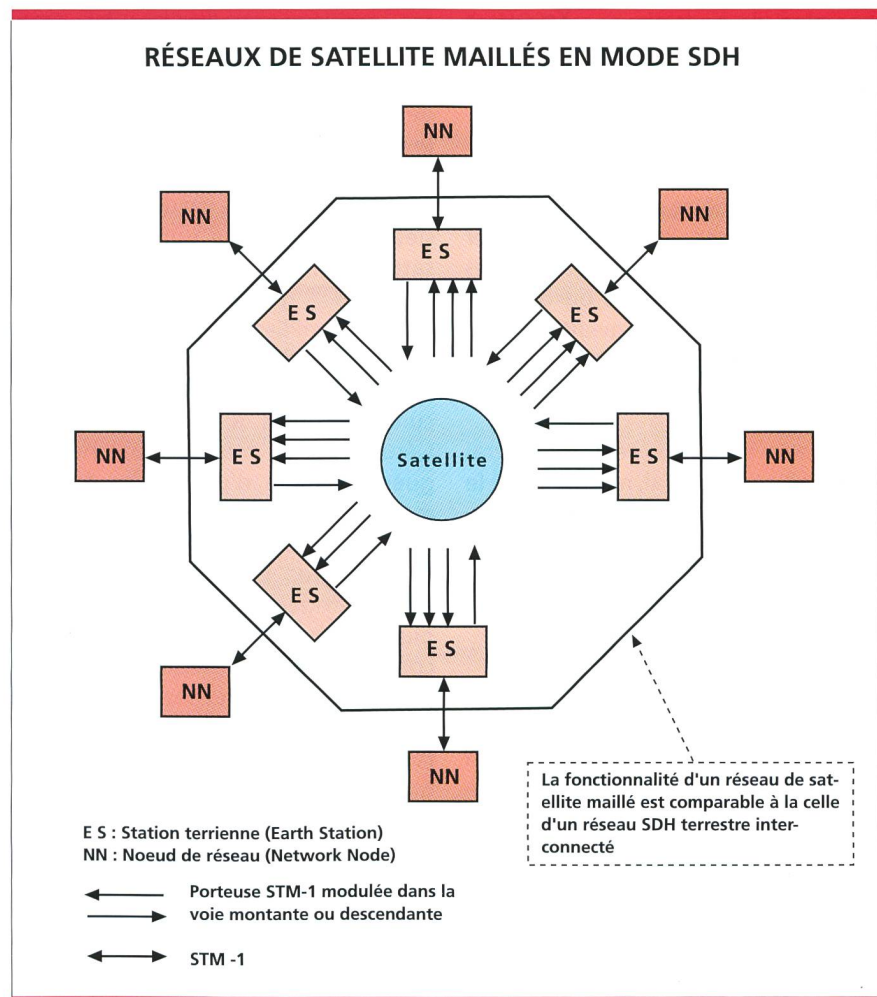 RÉSEAUX DE SATELLITE MAILLÉS EN MODE SDH
NN
NN
NN
E S
E S
E S
NN
E S
Satellite
E S
NN
E S
E S
NN
NN
La fonctionnalité d'un réseau de sat-
ellite maillé est comparable à la celle
d'un réseau SDH terrestre inter-
connecté
E S : Station terrienne (Earth Station)
NN : Noeud de réseau (Network Node)
Porteuse STM-1 modulée dans la
voie montante ou descendante
STM -1